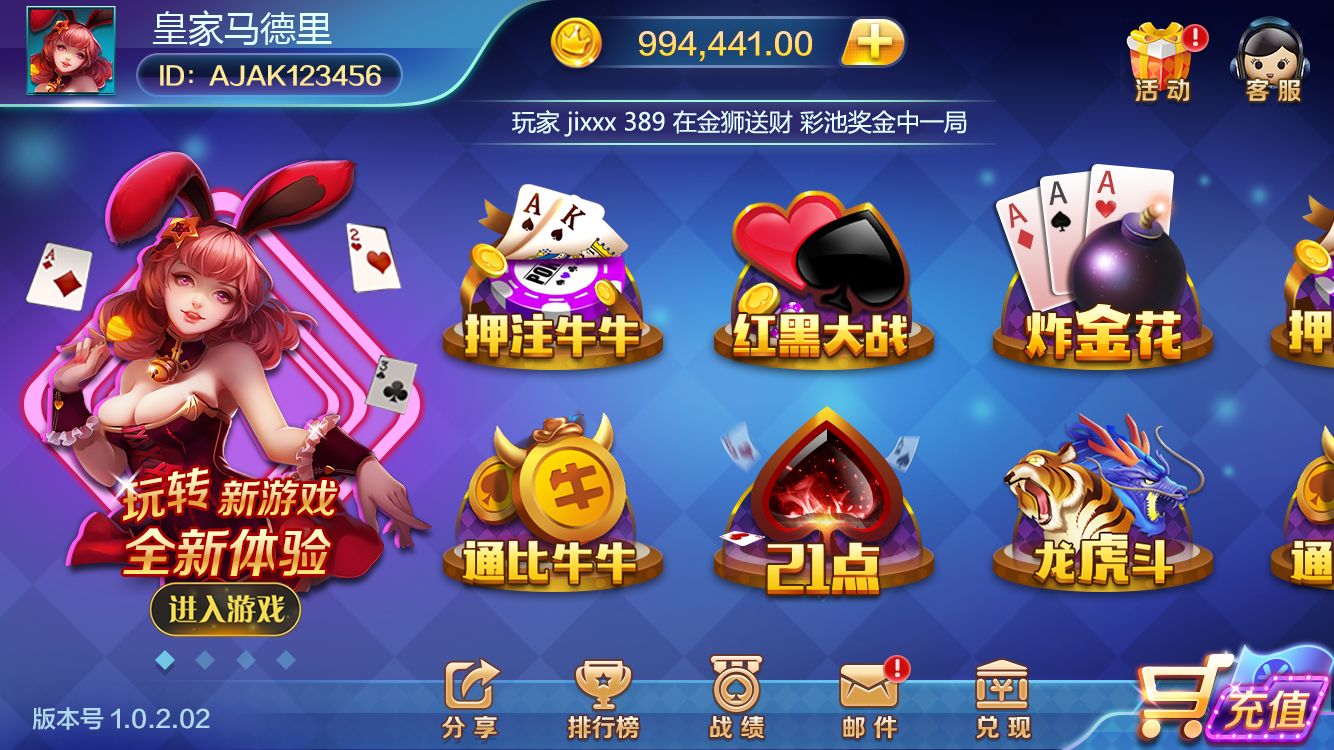 皇家马德里
ID：AJAK123456
994,441.00
活动
客服
玩家 jixxx 389 在金狮送财 彩池奖金中一局
A
2
3
玩转 新游戏
全新体验
进入游戏
A K
押注牛牛
红黑大战
A A A
炸金花
押
牛
通比牛牛
21点
龙虎斗
通
分享
排行榜
战绩
邮件
兑现
充值
版本号 1.0.2.02